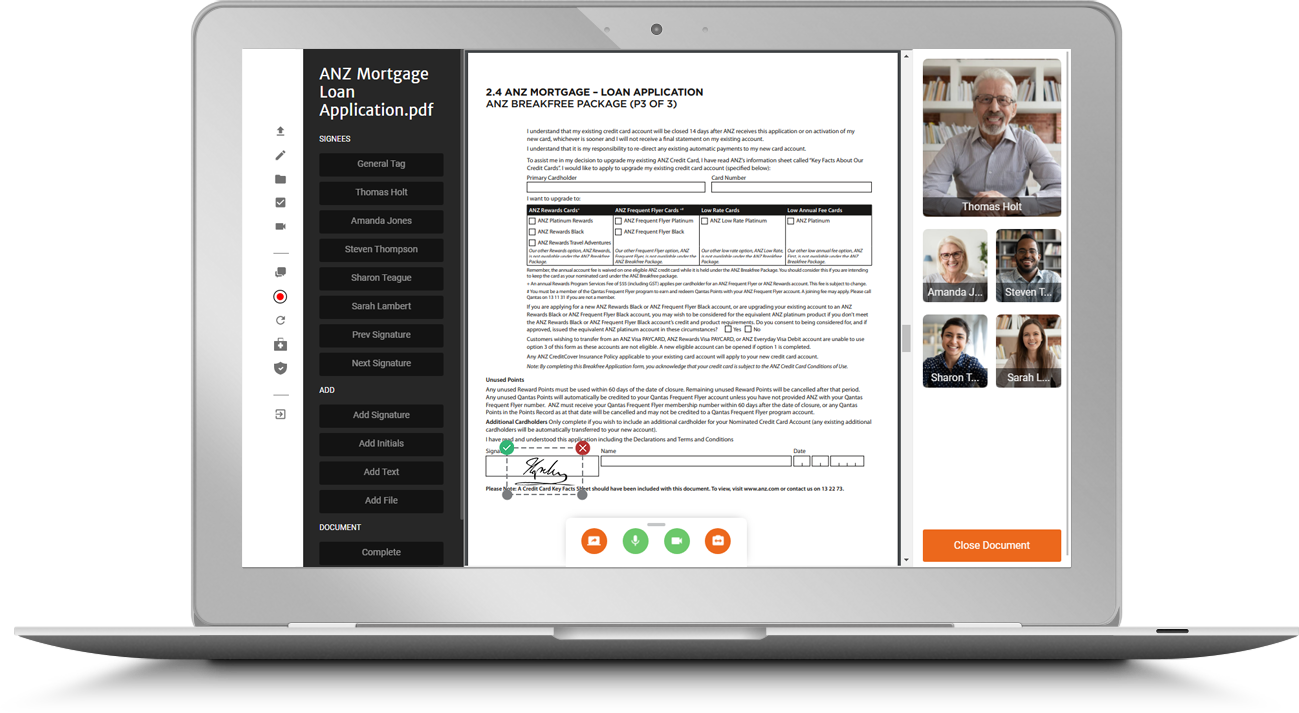 ANZ Mortgage
Loan
Application.pdf
SIGNEES
General Tag
Thomas Holt
Amanda Jones
Steven Thompson
Sharon Teague
Sarah Lambert
Prev Signature
Next Signature
ADD
Add Signature
Add Initials
Add Text
Add File
DOCUMENT
Complete
2.4 ANZ MORTGAGE – LOAN APPLICATION
ANZ BREAKFREE PACKAGE (P3 OF 3)
I understand that my existing credit card account will be closed 14 days after ANZ receives this application or on activation of my
new card, whichever is sooner and I will not receive a final statement on my existing account.
I understand that it is my responsibility to re-direct any existing automatic payments to my new card account.
To assist me in my decision to upgrade my existing ANZ Credit Card, I have read ANZ's information sheet called "Key Facts About Our
Credit Cards". I would like to apply to upgrade my existing credit card account (specified below):
Primary Cardholder Card Number
I want to upgrade to:
ANZ Rewards Cards+ ANZ Frequent Flyer Cards +# Low Rate Cards Low Annual Fee Cards
ANZ Platinum Rewards ANZ Frequent Flyer Platinum ANZ Low Rate Platinum ANZ Platinum
ANZ Rewards Black ANZ Frequent Flyer Black
ANZ Rewards Travel Adventures
Our other Rewards option, ANZ Rewards,
is not available under the ANZ Breakfree
Package.
Our other Frequent Flyer option, ANZ
Frequent Flyer, is not available under the
ANZ Breakfree Package.
Our other low rate option, ANZ Low Rate,
is not available under the ANZ Breakfree
Package.
Our other low annual fee option, ANZ
First, is not available under the ANZ
Breakfree Package.
Remember, the annual account fee is waived on one eligible ANZ credit card while it is held under the ANZ Breakfree Package. You should consider this if you are intending
to keep the card as your nominated card under the ANZ Breakfree package.
+ An annual Rewards Program Services Fee of $55 (including GST) applies per cardholder for an ANZ Frequent Flyer or ANZ Rewards account. This fee is subject to change.
# You must be a member of the Qantas Frequent Flyer program to earn and redeem Qantas Points with your ANZ Frequent Flyer account. A joining fee may apply. Please call
Qantas on 13 11 31 if you are not a member.
If you are applying for a new ANZ Rewards Black or ANZ Frequent Flyer Black account, or are upgrading your existing account to an ANZ
Rewards Black or ANZ Frequent Flyer Black account, you may wish to be considered for the equivalent ANZ platinum product if you don't meet
the ANZ Rewards Black or ANZ Frequent Flyer Black account's credit and product requirements. Do you consent to being considered for, and if
approved, issued the equivalent ANZ platinum account in these circumstances? Yes No
Customers wishing to transfer from an ANZ Visa PAYCARD, ANZ Rewards Visa PAYCARD, or ANZ Everyday Visa Debit account are unable to use
option 3 of this form as these accounts are not eligible. A new eligible account can be opened if option 1 is completed.
Any ANZ CreditCover Insurance Policy applicable to your existing card account will apply to your new credit card account.
Note: By completing this Breakfree Application form, you acknowledge that your credit card is subject to the ANZ Credit Card Conditions of Use.
Unused Points
Any unused Reward Points must be used within 60 days of the date of closure. Remaining unused Reward Points will be cancelled after that period.
Any unused Qantas Points will automatically be credited to your Qantas Frequent Flyer account unless you have not provided ANZ with your Qantas
Frequent Flyer number. ANZ must receive your Qantas Frequent Flyer membership number within 60 days after the date of closure, or any Qantas
Points in the Points Record as at that date will be cancelled and may not be credited to a Qantas Frequent Flyer program account.
Additional Cardholders Only complete if you wish to include an additional cardholder for your Nominated Credit Card Account (any existing additional
cardholders will be automatically transferred to your new account).
I have read and understood this application including the Declarations and Terms and Conditions
Signa Name Date
Please Note: A Credit Card Key Facts Sheet should have been included with this document. To view, visit www.anz.com or contact us on 13 22 73.
Thomas Holt
Amanda J...
Steven T...
Sharon T...
Sarah L...
Close Document